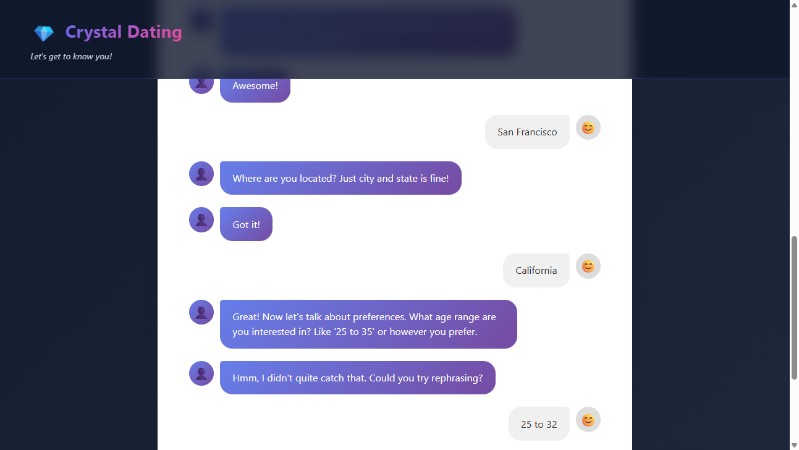 Crystal Dating
Let's get to know you!
Awesome!
San Francisco
Where are you located? Just city and state is fine!
Got it!
California
Great! Now let's talk about preferences. What age range are
you interested in? Like '25 to 35' or however you prefer.
Hmm, I didn't quite catch that. Could you try rephrasing?
25 to 32